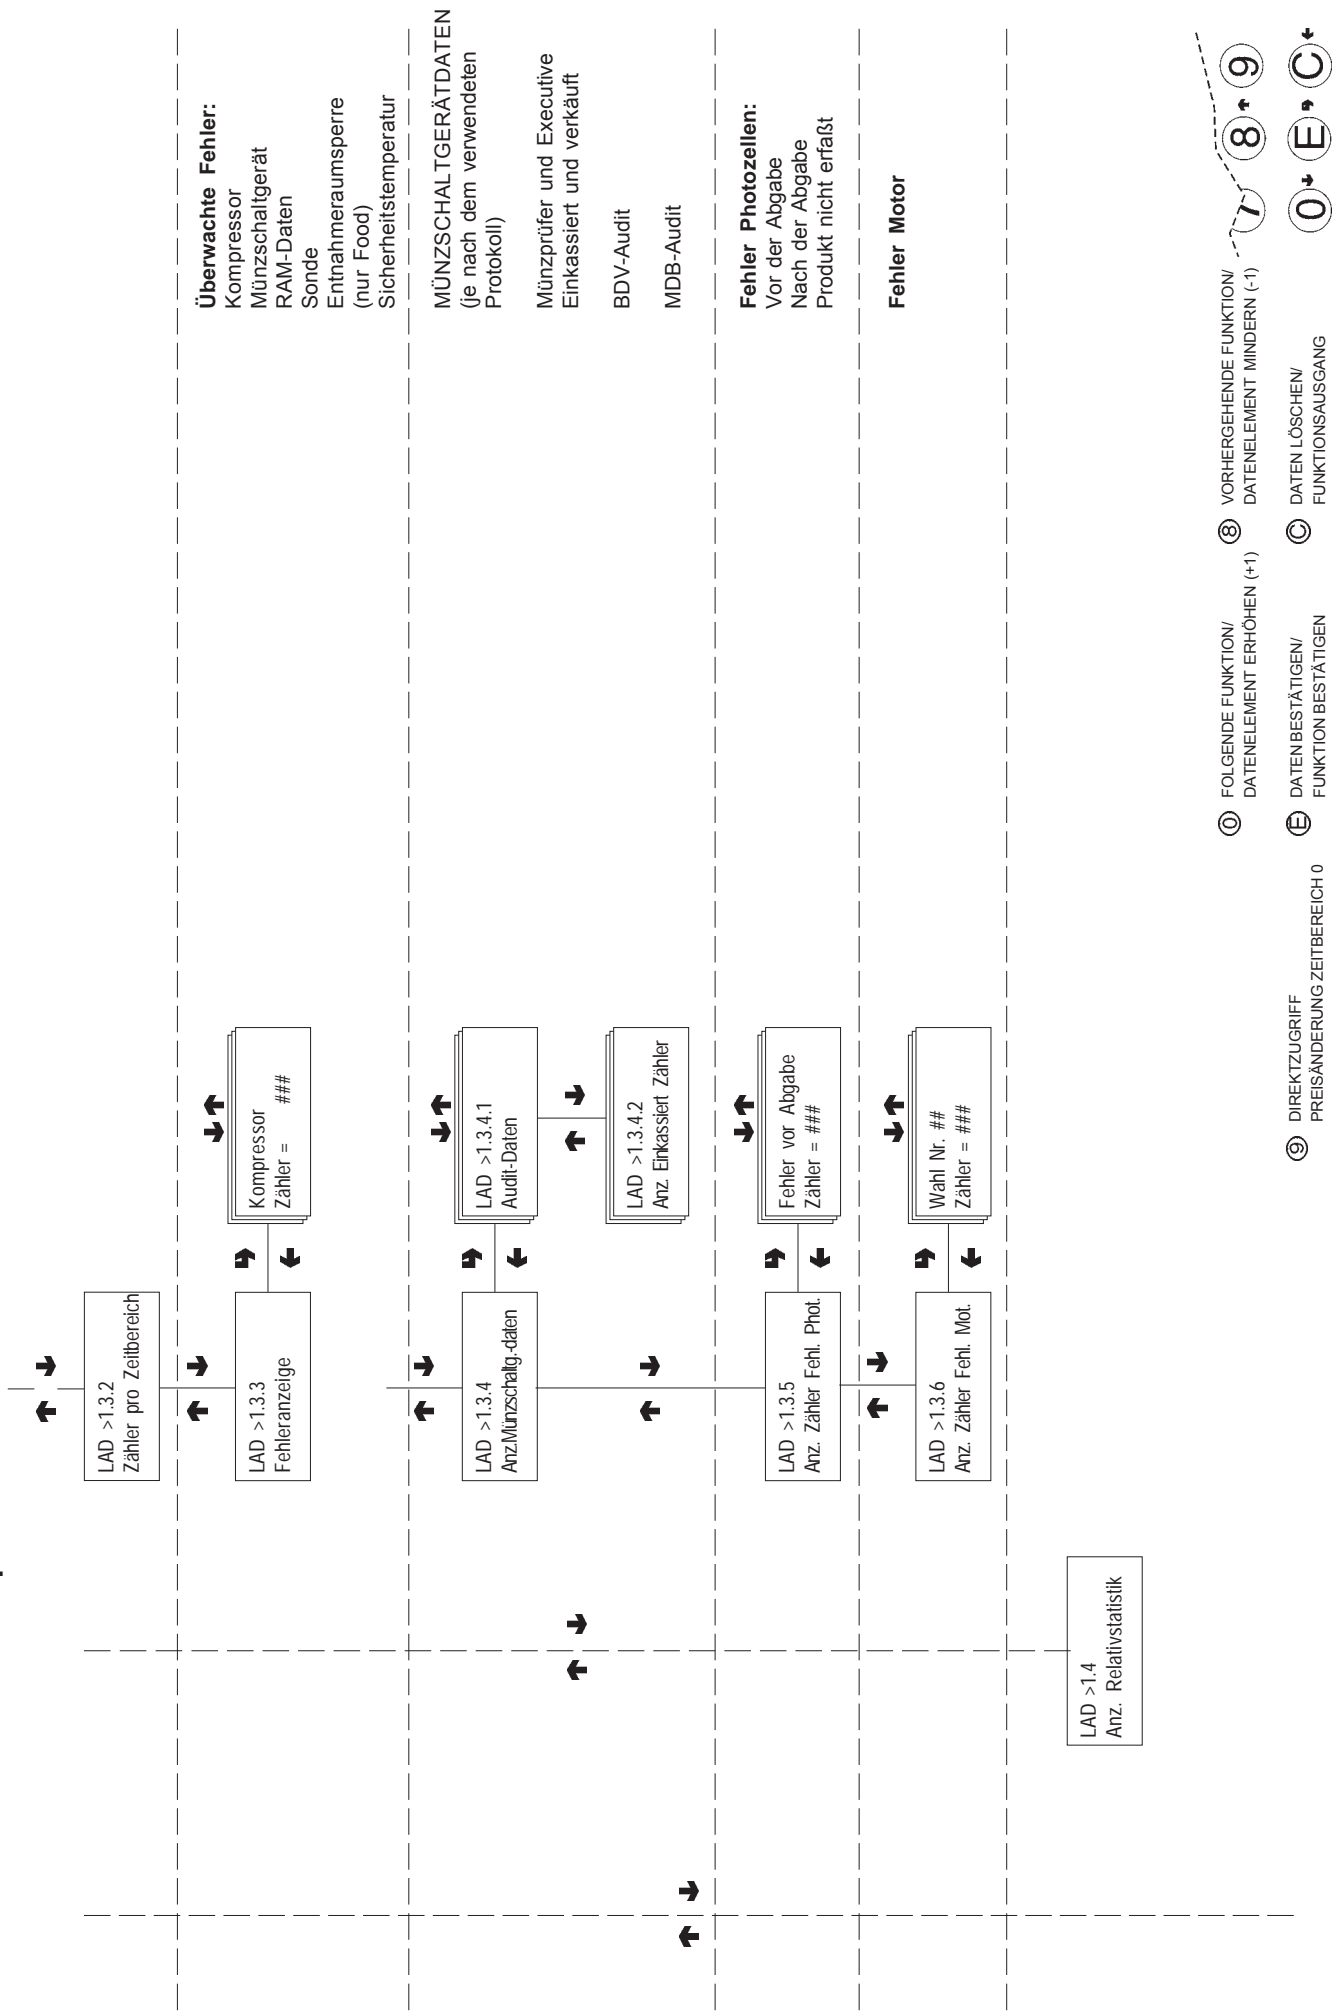 LAD >1.3.2
Zähler pro Zeitbereich
LAD >1.3.3
Fehleranzeige
Kompressor
Zähler = ###
Überwachte Fehler:
Kompressor
Münzschaltgerät
RAM-Daten
Sonde
Entnahmeraumsperre
(nur Food)
Sicherheitstemperatur
LAD >1.3.4
Anz.Münzschaltg.-daten
LAD >1.3.4.1
Audit-Daten
LAD >1.3.4.2
Anz. Einkassiert Zähler
MÜNZSCHALTGERÄTDATEN
(je nach dem verwendeten
Protokoll)
Münzprüfer und Executive
Einkassiert und verkäuft
BDV-Audit
MDB-Audit
LAD >1.3.5
Anz. Zähler Fehl. Phot.
Fehler vor Abgabe
Zähler = ###
Fehler Photozellen:
Vor der Abgabe
Nach der Abgabe
Produkt nicht erfaßt
LAD >1.3.6
Anz. Zähler Fehl. Mot.
Wahl Nr. ##
Zähler = ###
Fehler Motor
LAD >1.4
Anz. Relativstatistik
9 DIREKTZUGRIFF
PREISÄNDERUNG ZEITBEREICH 0
0 FOLGENDE FUNKTION/
DATENELEMENT ERHÖHEN (+1)
E DATEN BESTÄTIGEN/
FUNKTION BESTÄTIGEN
8 VORHERGEHENDE FUNKTION/
DATENELEMENT MINDERN (-1)
C DATEN LÖSCHEN/
FUNKTIONSAUSGANG
7 8 9
0 E C